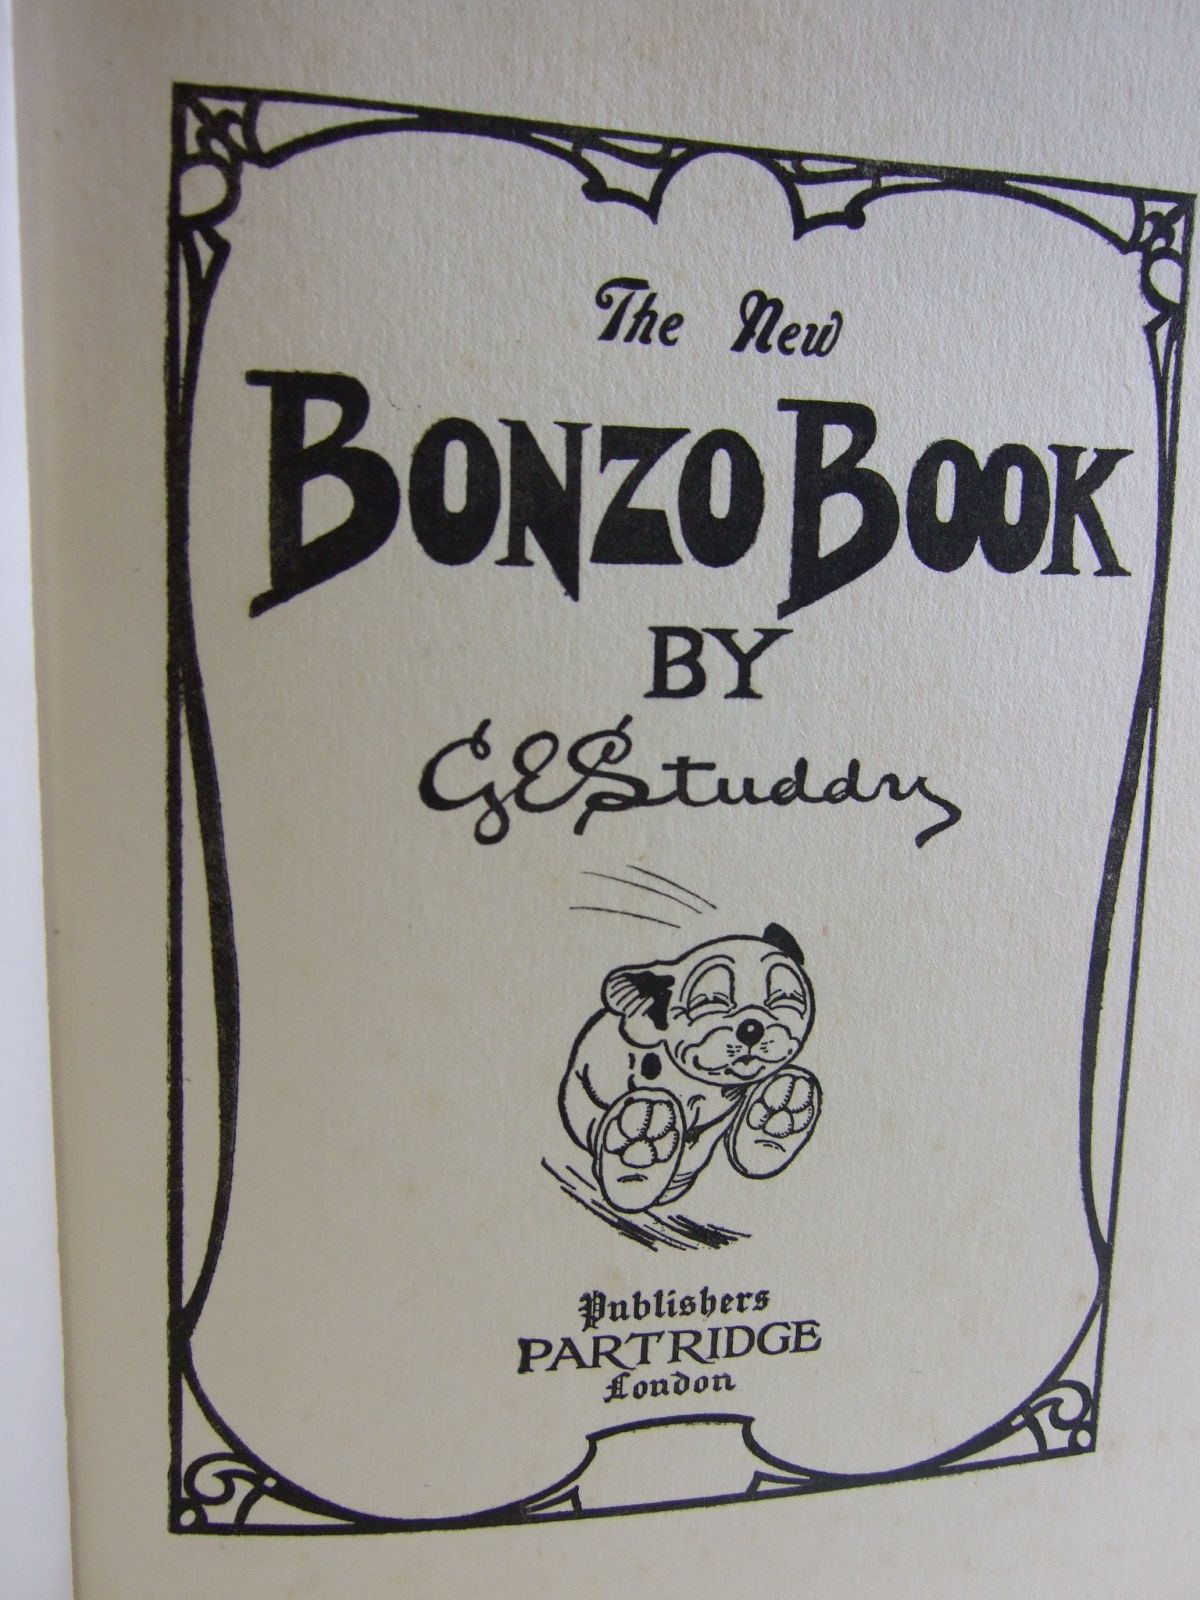 The New
BONZO BOOK
BY
G E Studdy
Publishers
PARTRIDGE
London